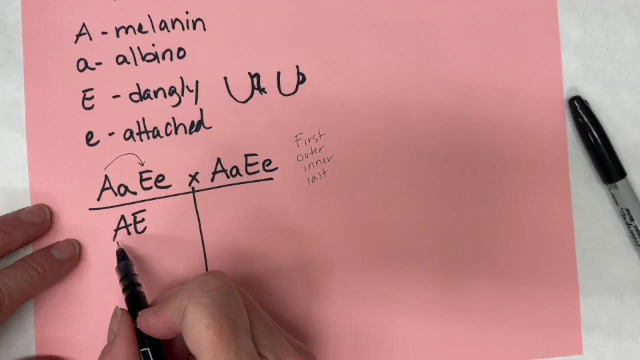 A - melanin
a - albino
E - dangly
e - attached
AaEe x AaEe
First
outer
inner
last
AE